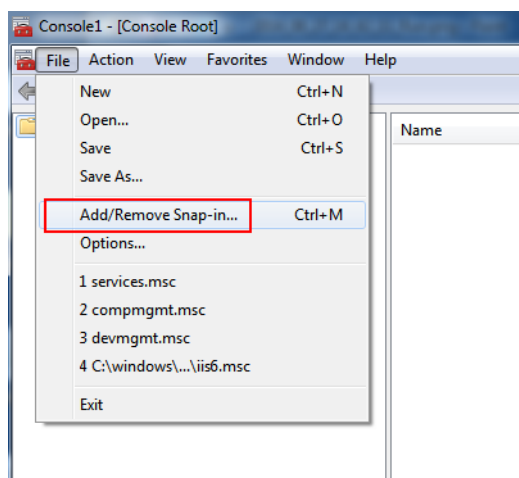 Console1 - [Console Root]
File Action View Favorites Window Help
New Ctrl+N
Open... Ctrl+O
Save Ctrl+S
Save As...
Add/Remove Snap-in... Ctrl+M
Options...
1 services.msc
2 compmgmt.msc
3 devmgmt.msc
4 C:\windows\...\iis6.msc
Exit
Name